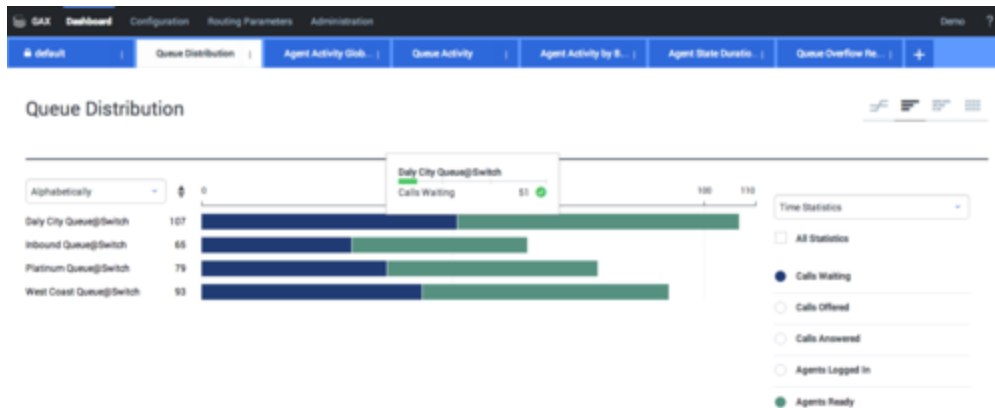 GAX Dashboard Configuration Routing Parameters Administration Demo ?
default Queue Distribution Agent Activity Glob... Queue Activity Agent Activity by B... Agent State Duratio... Queue Overflow Re... +
Queue Distribution
Daly City Queue@Switch
Calls Waiting 51
Alphabetically 0 100 110
Time Statistics
Daly City Queue@Switch 107
Inbound Queue@Switch 65
Platinum Queue@Switch 79
West Coast Queue@Switch 93
All Statistics
Calls Waiting
Calls Offered
Calls Answered
Agents Logged In
Agents Ready